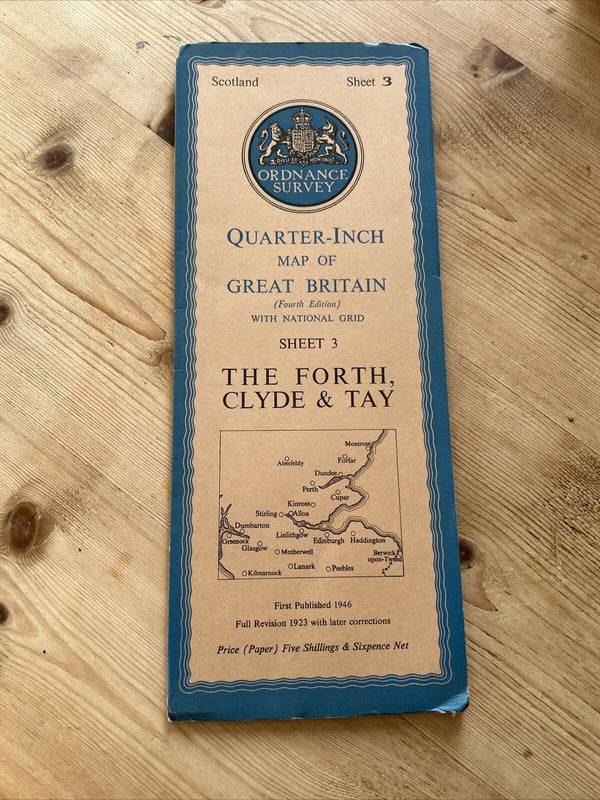 Scotland Sheet 3
DIEU ET MON DROIT
ORDNANCE
SURVEY
QUARTER-INCH
MAP OF
GREAT BRITAIN
(Fourth Edition)
WITH NATIONAL GRID
SHEET 3
THE FORTH,
CLYDE & TAY
Montrose
Aberfeldy Forfar
Dundee
Perth
Cupar
Kinross
Stirling Alloa
Dumbarton
Linlithgow Edinburgh Haddington
Greenock
Glasgow
Motherwell
Berwick
upon-Tweed
Lanark Peebles
Kilmarnock
First Published 1946
Full Revision 1923 with later corrections
Price (Paper) Five Shillings & Sixpence Net